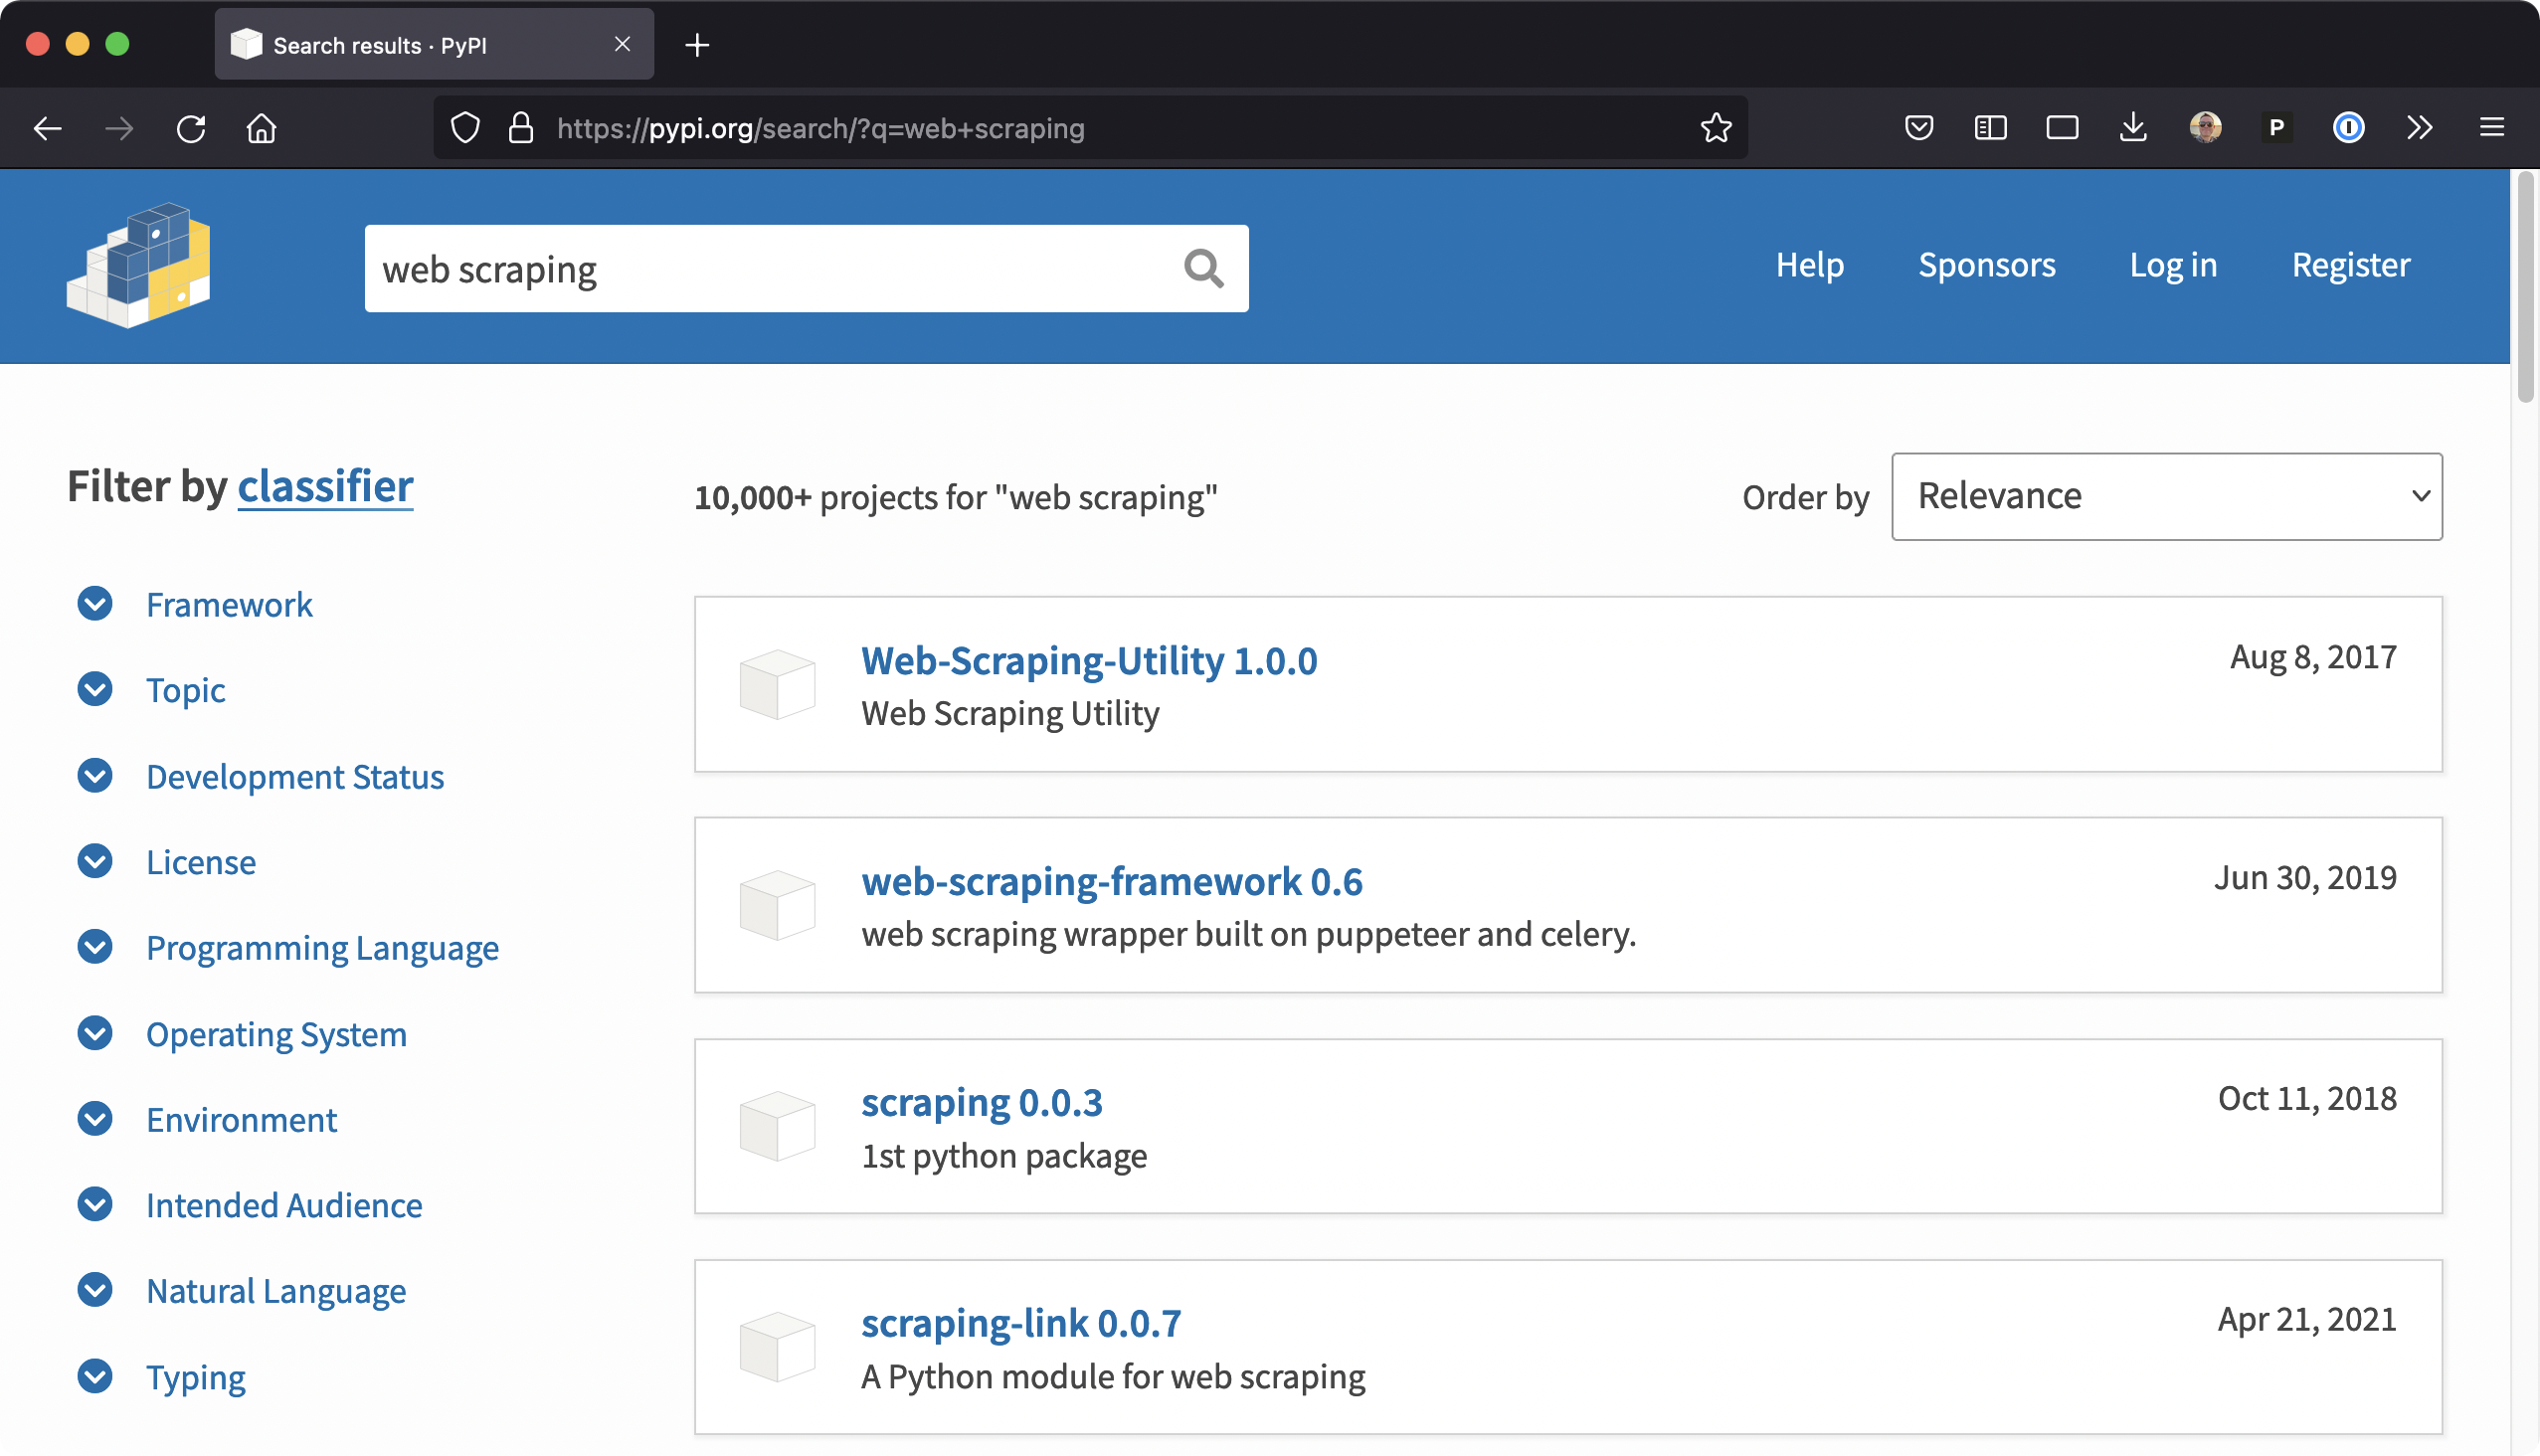 Search results · PyPI
https://pypi.org/search/?q=web+scraping
P
web scraping
Help
Sponsors
Log in
Register
Filter by classifier
10,000+ projects for "web scraping"
Order by
Relevance
Framework
Topic
Development Status
License
Programming Language
Operating System
Environment
Intended Audience
Natural Language
Typing
Web-Scraping-Utility 1.0.0
Aug 8, 2017
Web Scraping Utility
web-scraping-framework 0.6
Jun 30, 2019
web scraping wrapper built on puppeteer and celery.
scraping 0.0.3
Oct 11, 2018
1st python package
scraping-link 0.0.7
Apr 21, 2021
A Python module for web scraping